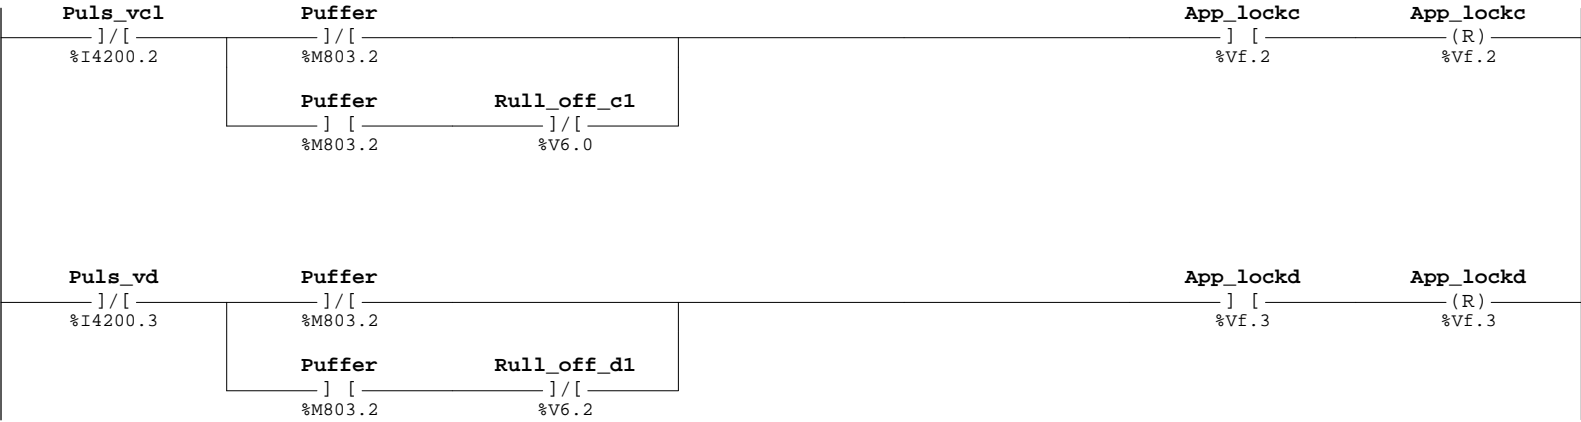 Puls_vcl Puffer App_lockc App_lockc
]/[ ]/[ ] [ (R)
%I4200.2 %M803.2 %Vf.2 %Vf.2
Puffer Rull_off_c1
] [ ]/[
%M803.2 %V6.0
Puls_vd Puffer App_lockd App_lockd
]/[ ]/[ ] [ (R)
%I4200.3 %M803.2 %Vf.3 %Vf.3
Puffer Rull_off_d1
] [ ]/[
%M803.2 %V6.2